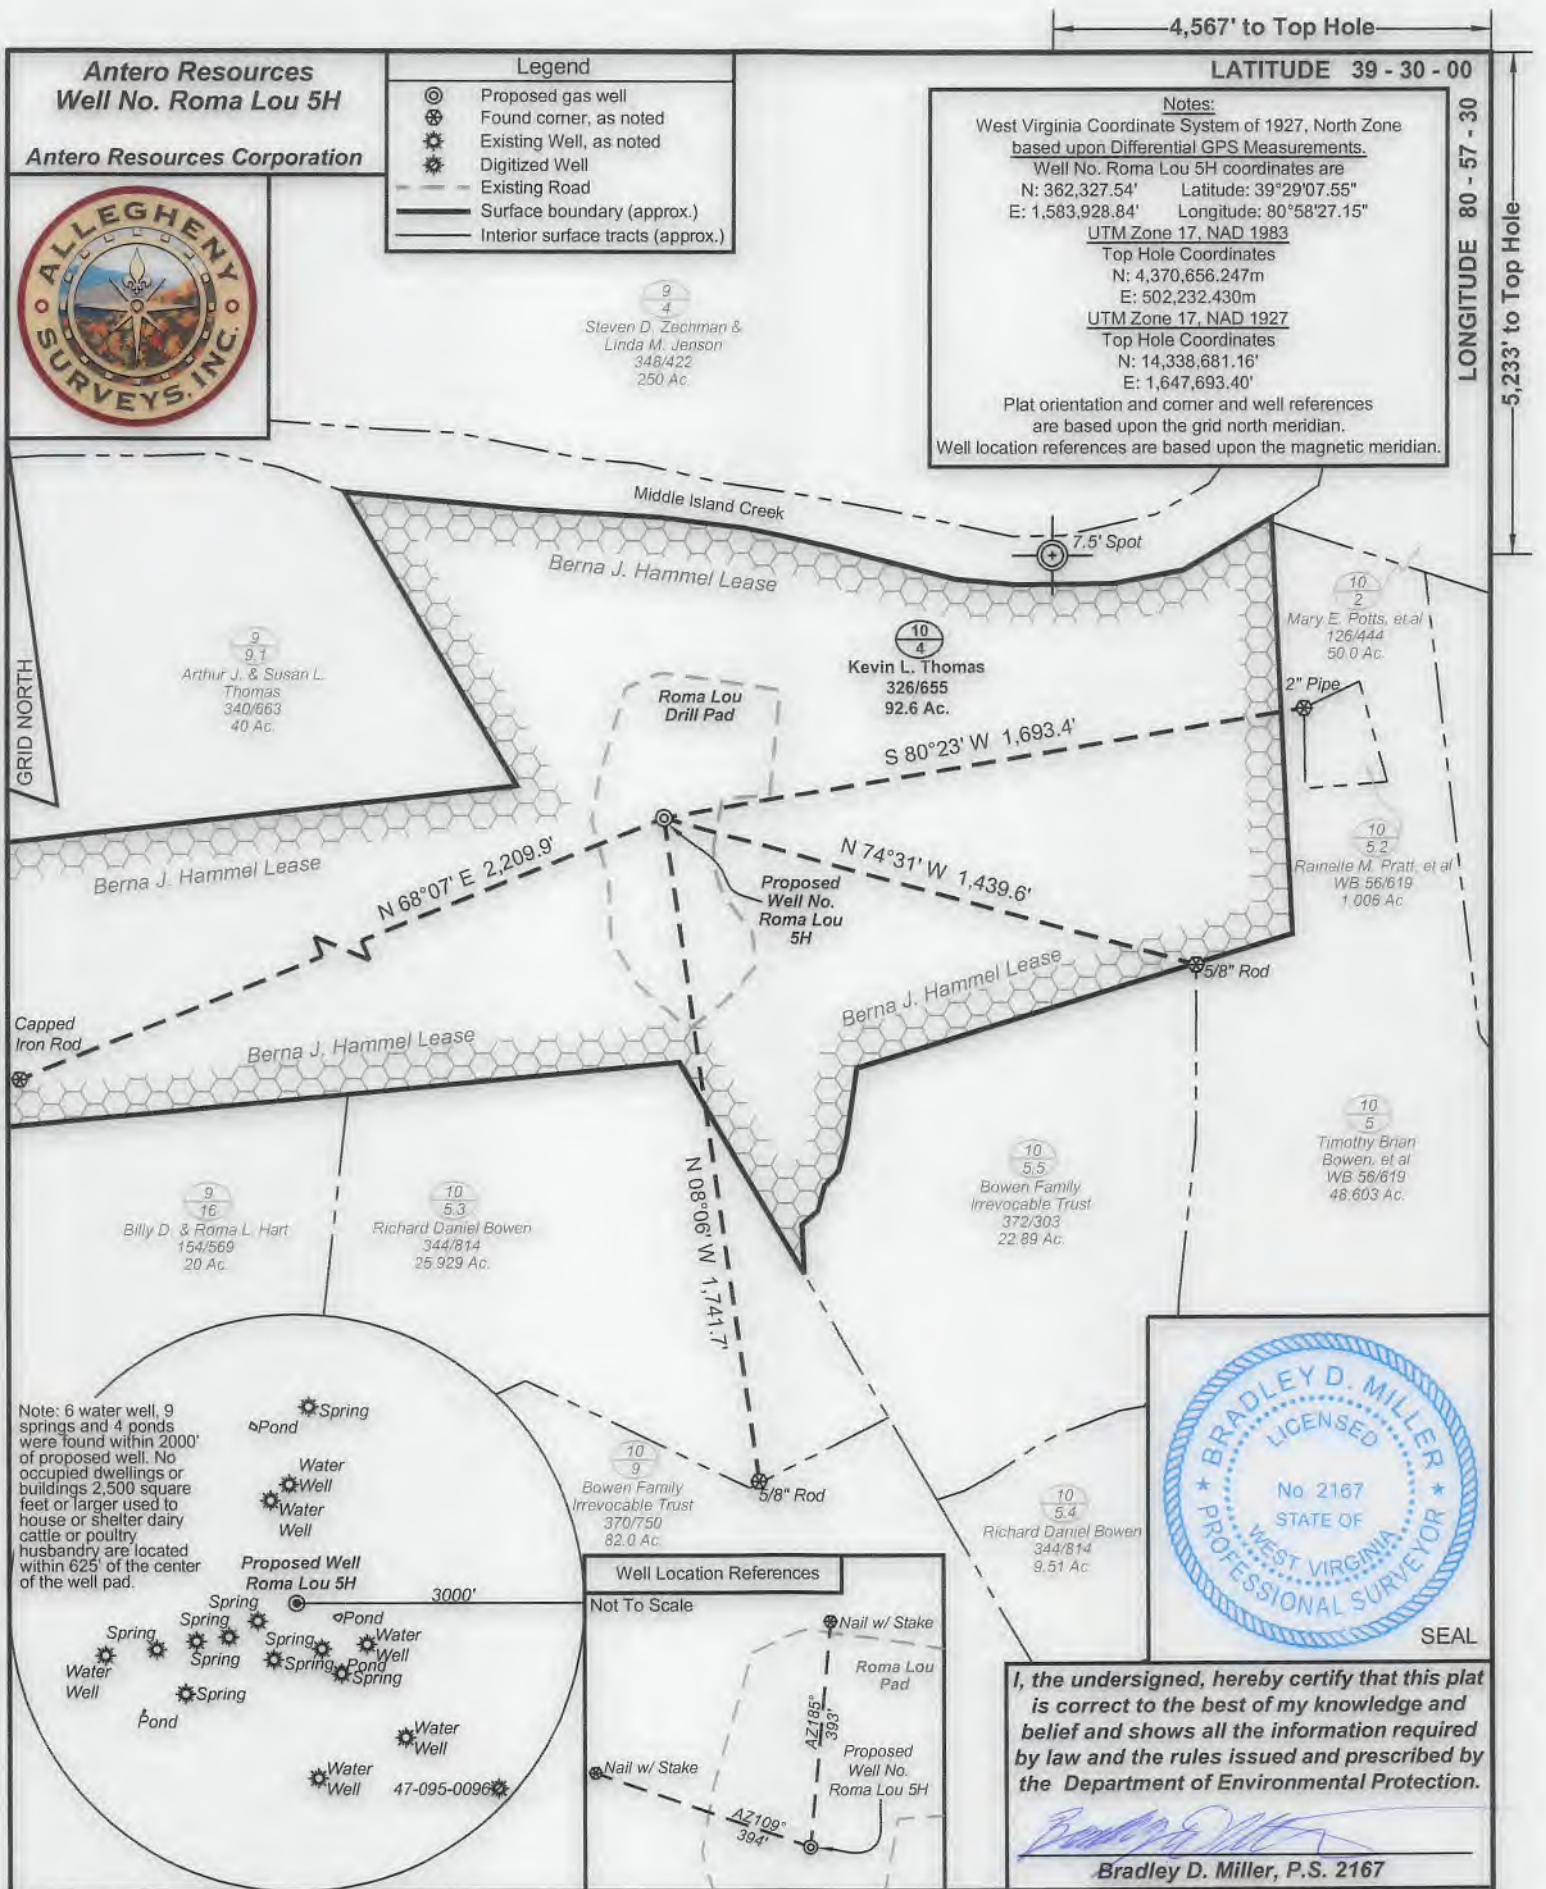 4,567' to Top Hole
Antero Resources
Well No. Roma Lou 5H
Antero Resources Corporation
Legend
Proposed gas well
Found corner, as noted
Existing Well, as noted
Digitized Well
Existing Road
Surface boundary (approx.)
Interior surface tracts (approx.)
LATITUDE 39 - 30 - 00
LONGITUDE 80 - 57 - 30
5,233' to Top Hole
Notes:
West Virginia Coordinate System of 1927, North Zone
based upon Differential GPS Measurements.
Well No. Roma Lou 5H coordinates are
N: 362,327.54' Latitude: 39°29'07.55"
E: 1,583,928.84' Longitude: 80°58'27.15"
UTM Zone 17, NAD 1983
Top Hole Coordinates
N: 4,370,656.247m
E: 502,232.430m
UTM Zone 17, NAD 1927
Top Hole Coordinates
N: 14,338,681.16'
E: 1,647,693.40'
Plat orientation and corner and well references
are based upon the grid north meridian.
Well location references are based upon the magnetic meridian.
ALLEGHENY
SURVEYS, INC.
9
4
Steven D. Zechman &
Linda M. Jenson
348/422
250 Ac.
Middle Island Creek
7.5' Spot
Berna J. Hammel Lease
10
2
Mary E. Potts, et al
126/444
50.0 Ac.
9
9.1
Arthur J. & Susan L.
Thomas
340/663
40 Ac.
GRID NORTH
10
4
Kevin L. Thomas
326/655
92.6 Ac.
Roma Lou
Drill Pad
2" Pipe
S 80°23' W 1,693.4'
10
5.2
Rainelle M. Pratt, et al
WB 56/619
1.006 Ac
N 74°31' W 1,439.6'
N 68°07' E 2,209.9'
Berna J. Hammel Lease
Proposed
Well No.
Roma Lou
5H
5/8" Rod
Berna J. Hammel Lease
Capped
Iron Rod
Berna J. Hammel Lease
10
5
Timothy Brian
Bowen, et al
WB 56/619
48.603 Ac.
10
5.5
Bowen Family
Irrevocable Trust
372/303
22.89 Ac.
N 08°06' W 1,741.7'
9
16
Billy D. & Roma L. Hart
154/569
20 Ac.
10
5.3
Richard Daniel Bowen
344/814
25.929 Ac.
Note: 6 water well, 9
springs and 4 ponds
were found within 2000'
of proposed well. No
occupied dwellings or
buildings 2,500 square
feet or larger used to
house or shelter dairy
cattle or poultry
husbandry are located
within 625' of the center
of the well pad.
Spring
Pond
Water
Well
Water
Well
Proposed Well
Roma Lou 5H
3000'
Spring
Pond
Spring
Spring
Water
Well
Spring
Spring
Spring
Pond
Spring
Water
Well
Spring
Pond
Water
Well
Water
Well
47-095-0096
10
9
Bowen Family
Irrevocable Trust
370/750
82.0 Ac.
5/8" Rod
10
5.4
Richard Daniel Bowen
344/814
9.51 Ac.
Well Location References
Not To Scale
Nail w/ Stake
Roma Lou
Pad
AZ185°
393'
Proposed
Well No.
Roma Lou 5H
Nail w/ Stake
AZ109°
394'
BRADLEY D. MILLER
LICENSED
No. 2167
STATE OF
WEST VIRGINIA
PROFESSIONAL SURVEYOR
SEAL
I, the undersigned, hereby certify that this plat
is correct to the best of my knowledge and
belief and shows all the information required
by law and the rules issued and prescribed by
the Department of Environmental Protection.
Bradley D. Miller, P.S. 2167